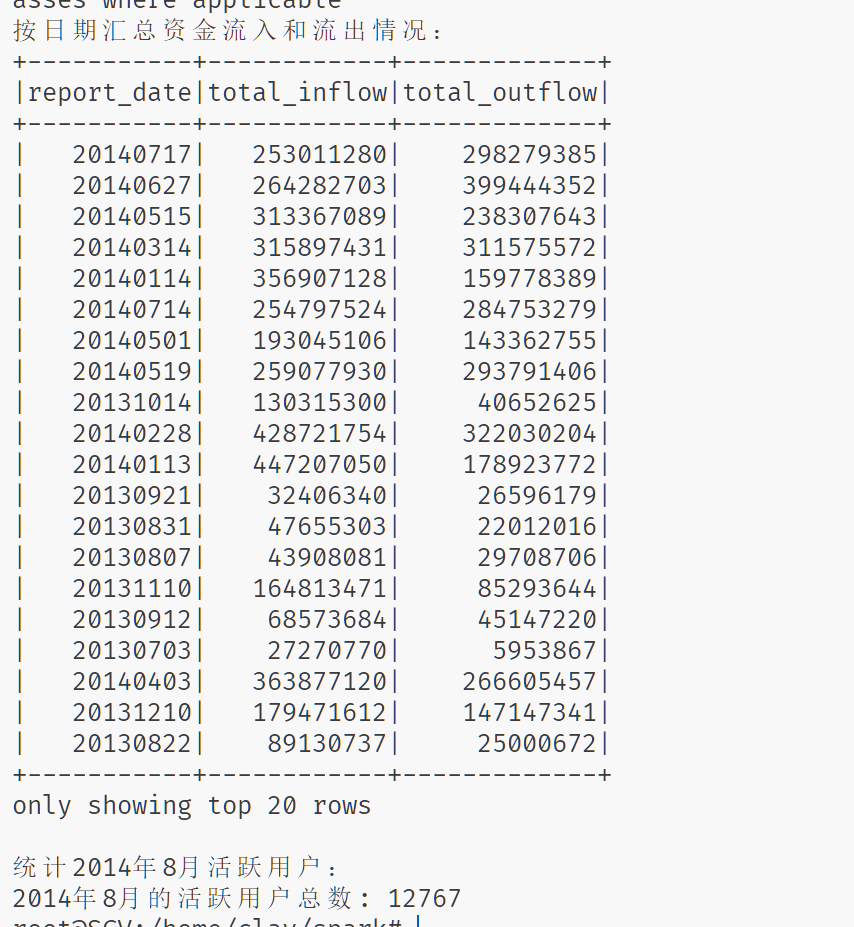 asses where applicable
按日期汇总资金流入和流出情况:
+-----------+------------+-------------+
|report_date|total_inflow|total_outflow|
+-----------+------------+-------------+
|   20140717|   253011280|    298279385|
|   20140627|   264282703|    399444352|
|   20140515|   313367089|    238307643|
|   20140314|   315897431|    311575572|
|   20140114|   356907128|    159778389|
|   20140714|   254797524|    284753279|
|   20140501|   193045106|    143362755|
|   20140519|   259077930|    293791406|
|   20131014|   130315300|     40652625|
|   20140228|   428721754|    322030204|
|   20140113|   447207050|    178923772|
|   20130921|    32406340|     26596179|
|   20130831|    47655303|     22012016|
|   20130807|    43908081|     29708706|
|   20131110|   164813471|     85293644|
|   20130912|    68573684|     45147220|
|   20130703|    27270770|      5953867|
|   20140403|   363877120|    266605457|
|   20131210|   179471612|    147147341|
|   20130822|    89130737|     25000672|
+-----------+------------+-------------+
only showing top 20 rows
统计2014年8月活跃用户:
2014年8月的活跃用户总数: 12767
root@SGV:/home/clay/spark#